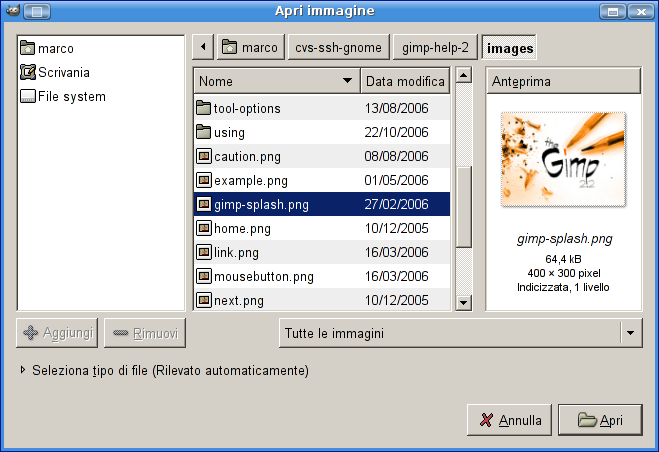 Apri immagine
marco
Scrivania
File system
marco cvs-ssh-gnome gimp-help-2 images
Nome Data modifica
tool-options 13/08/2006
using 22/10/2006
caution.png 08/08/2006
example.png 01/05/2006
gimp-splash.png 27/02/2006
home.png 10/12/2005
link.png 16/03/2006
mousebutton.png 16/03/2006
next.png 10/12/2005
Anteprima
the
Gimp
2.2
gimp-splash.png
64,4 kB
400 × 300 pixel
Indicizzata, 1 livello
Aggiungi Rimuovi
Tutte le immagini
Seleziona tipo di file (Rilevato automaticamente)
Annulla Apri